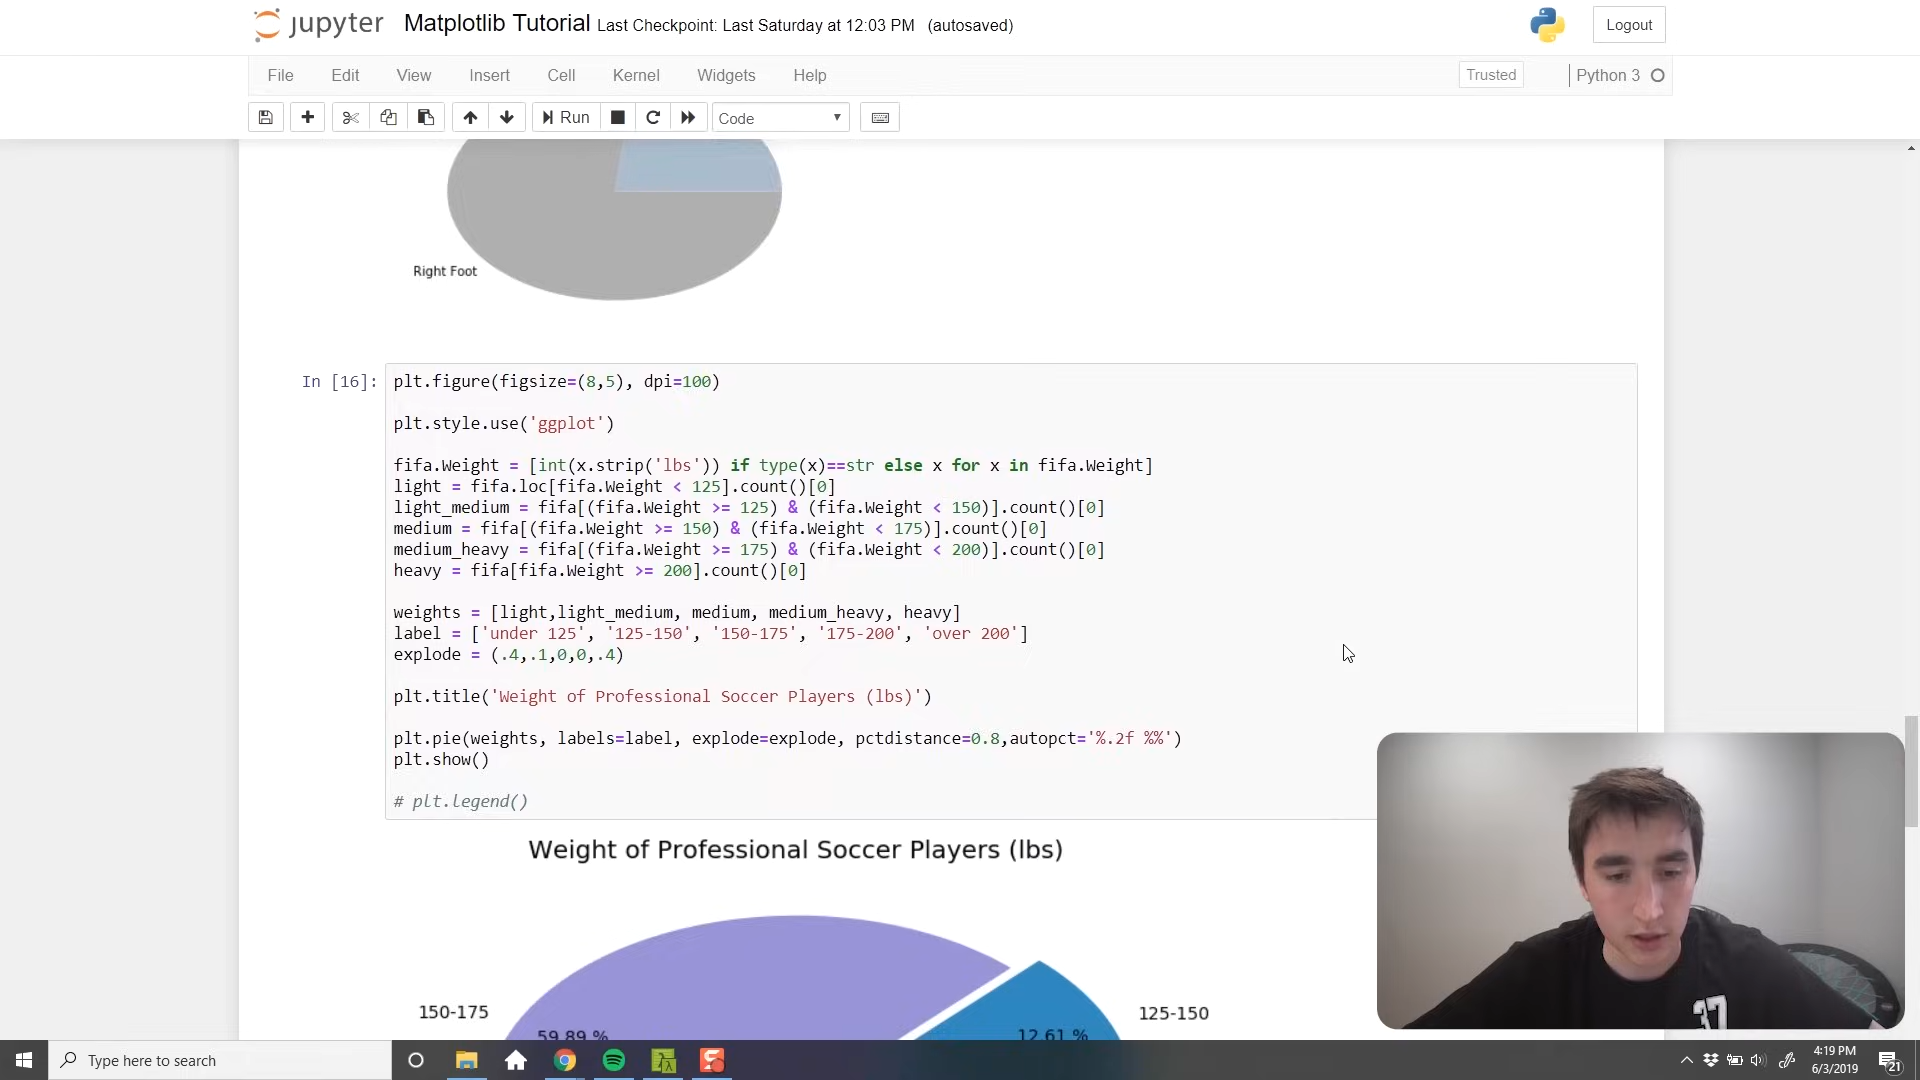 jupyter Matplotlib Tutorial Last Checkpoint: Last Saturday at 12:03 PM (autosaved) Logout
File Edit View Insert Cell Kernel Widgets Help Trusted Python 3
Run Code
Right Foot
In [16]:
plt.figure(figsize=(8,5), dpi=100)
plt.style.use('ggplot')
fifa.Weight = [int(x.strip('lbs')) if type(x)==str else x for x in fifa.Weight]
light = fifa.loc[fifa.Weight < 125].count()[0]
light_medium = fifa[(fifa.Weight >= 125) & (fifa.Weight < 150)].count()[0]
medium = fifa[(fifa.Weight >= 150) & (fifa.Weight < 175)].count()[0]
medium_heavy = fifa[(fifa.Weight >= 175) & (fifa.Weight < 200)].count()[0]
heavy = fifa[fifa.Weight >= 200].count()[0]
weights = [light,light_medium, medium, medium_heavy, heavy]
label = ['under 125', '125-150', '150-175', '175-200', 'over 200']
explode = (.4,.1,0,0,.4)
plt.title('Weight of Professional Soccer Players (lbs)')
plt.pie(weights, labels=label, explode=explode, pctdistance=0.8,autopct='%.2f %%')
plt.show()
# plt.legend()
Weight of Professional Soccer Players (lbs)
150-175 125-150
59.89 % 12.61 %
37
Type here to search
4:19 PM
6/3/2019
21